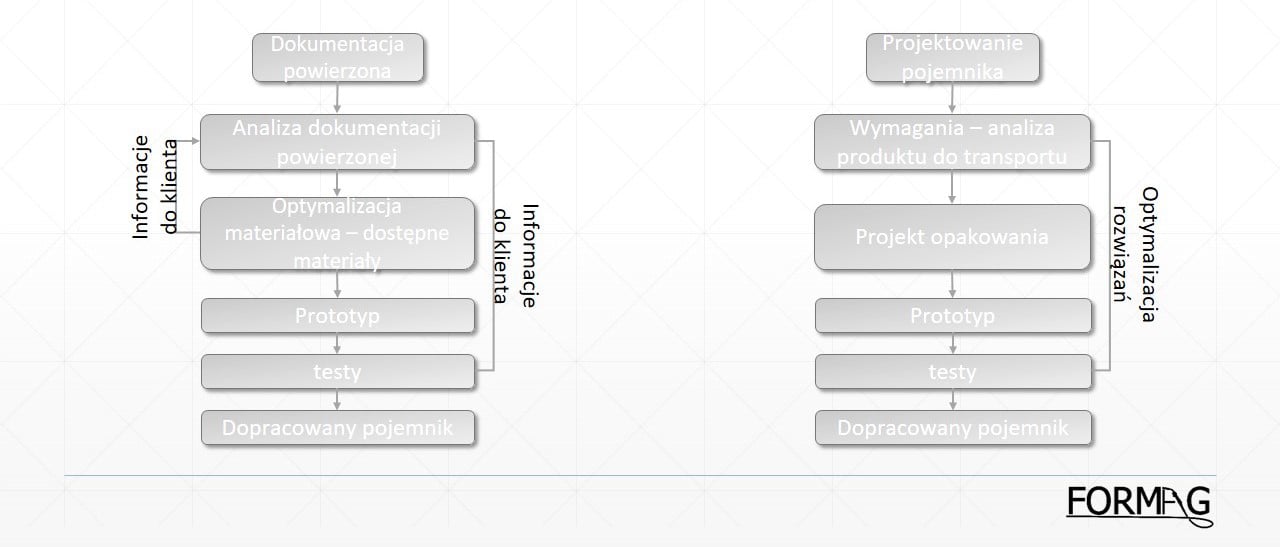 Dokumentacja
powierzona
Analiza dokumentacji
powierzonej
Optymalizacja
materiałowa – dostępne
materiały
Prototyp
testy
Dopracowany pojemnik
Informacje
do klienta
Informacje
do klienta
Projektowanie
pojemnika
Wymagania – analiza
produktu do transportu
Projekt opakowania
Prototyp
testy
Dopracowany pojemnik
Optymalizacja
rozwiązań
FORMAG